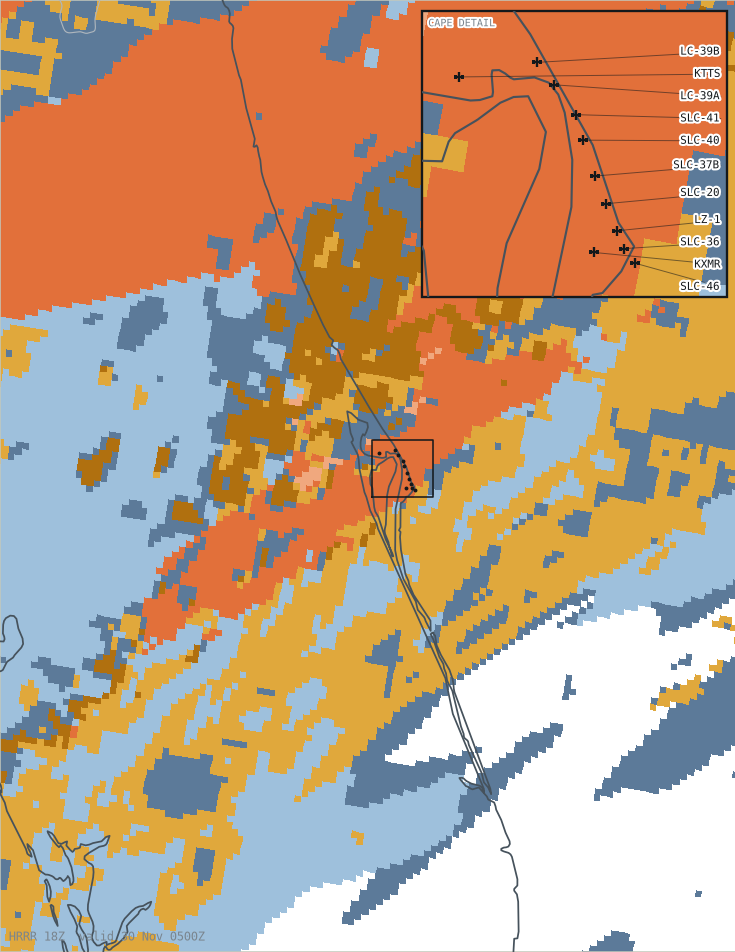 CAPE DETAIL
LC-39B
KTTS
LC-39A
SLC-41
SLC-40
SLC-37B
SLC-20
LZ-1
SLC-36
KXMR
SLC-46
HRRR 18Z valid 30 Nov 0500Z